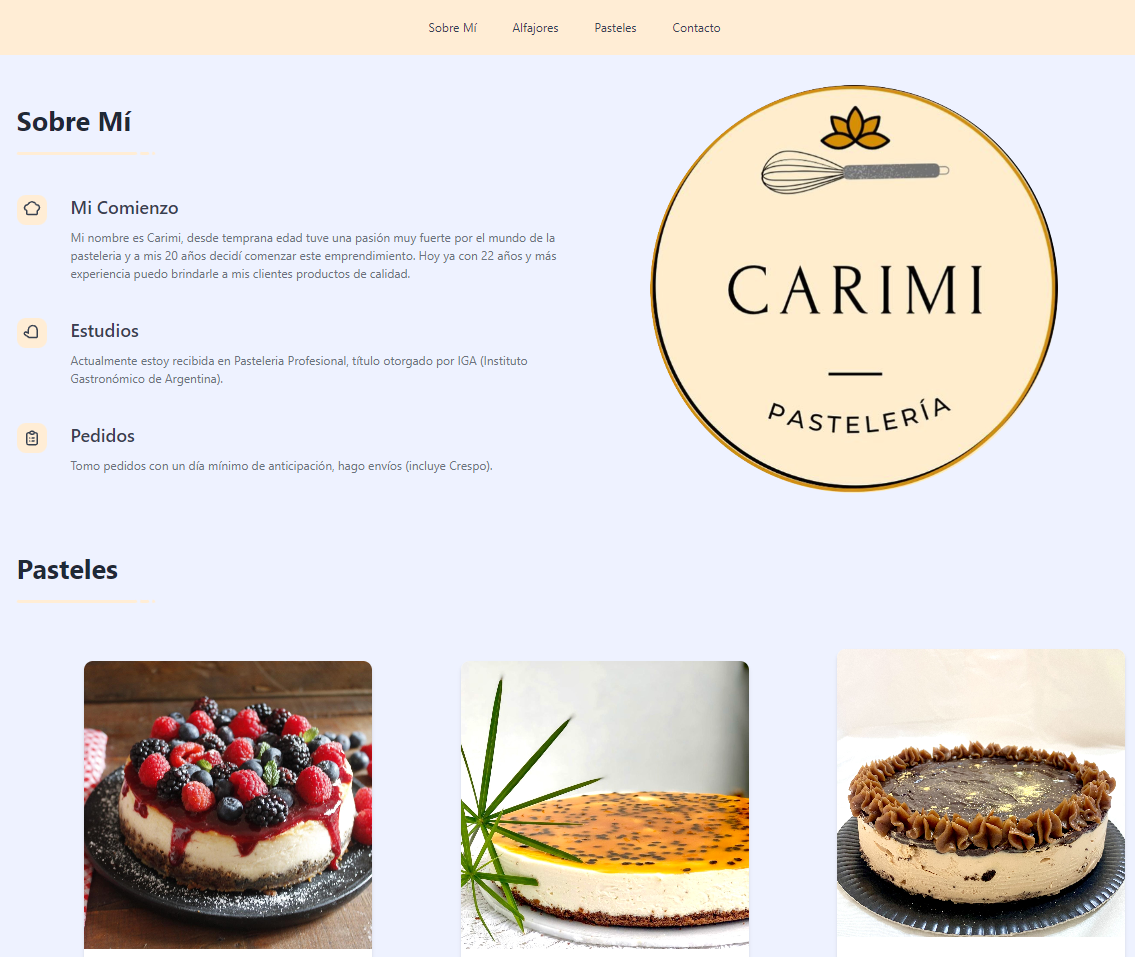 Sobre Mí
Alfajores
Pasteles
Contacto
Sobre Mí
Mi Comienzo
Mi nombre es Carimi, desde temprana edad tuve una pasión muy fuerte por el mundo de la
pasteleria y a mis 20 años decidí comenzar este emprendimiento. Hoy ya con 22 años y más
experiencia puedo brindarle a mis clientes productos de calidad.
Estudios
Actualmente estoy recibida en Pasteleria Profesional, título otorgado por IGA (Instituto
Gastronómico de Argentina).
Pedidos
Tomo pedidos con un día mínimo de anticipación, hago envíos (incluye Crespo).
CARIMI
PASTELERÍA
Pasteles